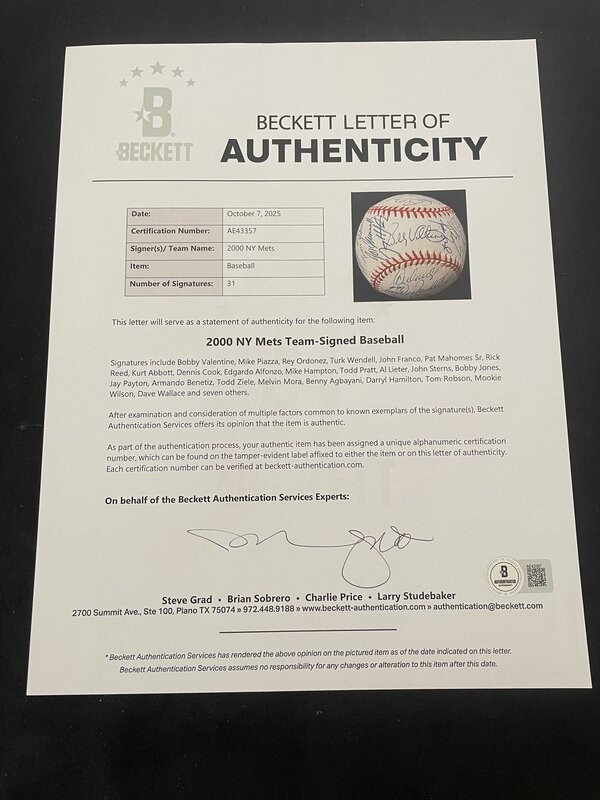 BECKETT
BECKETT LETTER OF
AUTHENTICITY
Date: October 7, 2025
Certification Number: AE43357
Signer(s)/ Team Name: 2000 NY Mets
Item: Baseball
Number of Signatures: 31
This letter will serve as a statement of authenticity for the following item:
2000 NY Mets Team-Signed Baseball
Signatures include Bobby Valentine, Mike Piazza, Rey Ordonez, Turk Wendell, John Franco, Pat Mahomes Sr, Rick
Reed, Kurt Abbott, Dennis Cook, Edgardo Alfonzo, Mike Hampton, Todd Pratt, Al Lieter, John Sterns, Bobby Jones,
Jay Payton, Armando Benetiz, Todd Ziele, Melvin Mora, Benny Agbayani, Darryl Hamilton, Tom Robson, Mookie
Wilson, Dave Wallace and seven others.
After examination and consideration of multiple factors common to known exemplars of the signature(s), Beckett
Authentication Services offers its opinion that the item is authentic.
As part of the authentication process, your authentic item has been assigned a unique alphanumeric certification
number, which can be found on the tamper-evident label affixed to either the item or on this letter of authenticity.
Each certification number can be verified at beckett-authentication.com.
On behalf of the Beckett Authentication Services Experts:
Steve Grad • Brian Sobrero • Charlie Price • Larry Studebaker
2700 Summit Ave., Ste 100, Plano TX 75074 » 972.448.9188 » www.beckett-authentication.com » authentication@beckett.com
* Beckett Authentication Services has rendered the above opinion on the pictured item as of the date indicated on this letter.
Beckett Authentication Services assumes no responsibility for any changes or alteration to this item after this date.